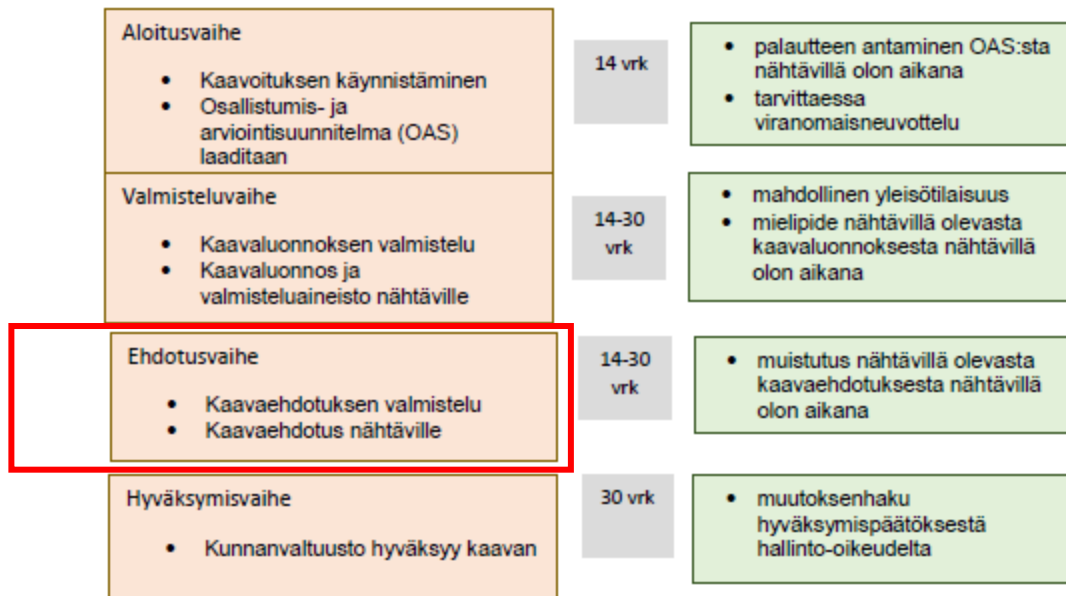 Aloitusvaihe
• Kaavoituksen käynnistäminen
• Osallistumis- ja
arviointisuunnitelma (OAS)
laaditaan
14 vrk
• palautteen antaminen OAS:sta
nähtävillä olon aikana
• tarvittaessa
viranomaisneuvottelu
Valmisteluvaihe
• Kaavaluonnoksen valmistelu
• Kaavaluonnos ja
valmisteluaineisto nähtäville
14-30
vrk
• mahdollinen yleisötilaisuus
• mielipide nähtävillä olevasta
kaavaluonnoksesta nähtävillä
olon aikana
Ehdotusvaihe
• Kaavaehdotuksen valmistelu
• Kaavaehdotus nähtäville
14-30
vrk
• muistutus nähtävillä olevasta
kaavaehdotuksesta nähtävillä
olon aikana
Hyväksymisvaihe
• Kunnanvaltuusto hyväksyy kaavan
30 vrk
• muutoksenhaku
hyväksymispäätöksestä
hallinto-oikeudelta